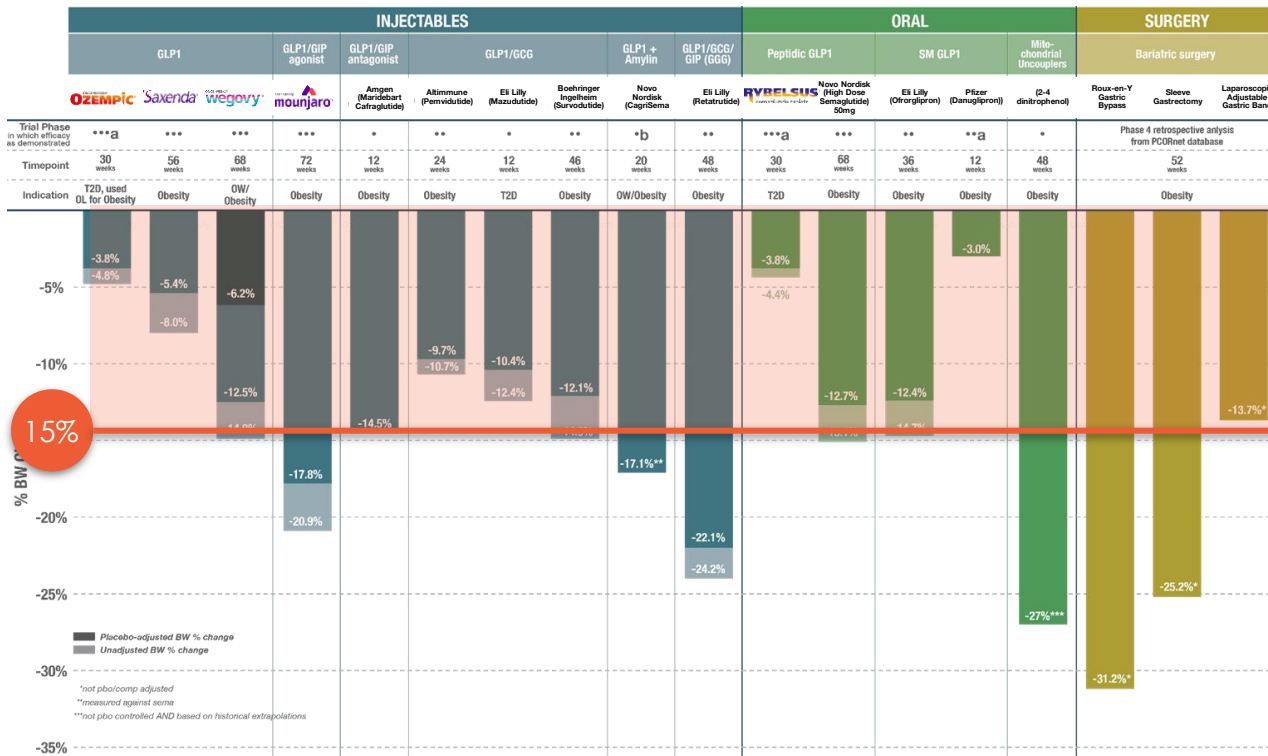 INJECTABLES
ORAL
SURGERY
GLP1
GLP1/GIP
agonist
GLP1/GIP
antagonist
GLP1/GCG
GLP1 +
Amylin
GLP1/GCG/
GIP (GGG)
Peptidic GLP1
SM GLP1
Mito-
chondrial
Uncouplers
Bariatric surgery
OZEMPIC
Saxenda
wegovy
mounjaro
Amgen
(Maridebart
Cafraglutide)
Altimmune
(Pemvidutide)
Eli Lilly
(Mazudutide)
Boehringer
Ingelheim
(Survodutide)
Novo
Nordisk
(CagriSema
Eli Lilly
(Retatrutide)
RYBELSUS
Novo Nordisk
(High Dose
Semaglutide)
50mg
Eli Lilly
(Ofrorglipron)
Pfizer
(Danuglipron))
(2-4
dinitrophenol)
Roux-en-Y
Gastric
Bypass
Sleeve
Gastrectomy
Laparoscopic
Adjustable
Gastric Band
Trial Phase
in which efficacy
as demonstrated
•••a
•••
•••
•••
•
••
•
••
•b
••
•••a
•••
••
••a
•
Phase 4 retrospective anlysis
from PCORnet database
Timepoint
30
weeks
56
weeks
68
weeks
72
weeks
12
weeks
24
weeks
12
weeks
46
weeks
20
weeks
48
weeks
30
weeks
68
weeks
36
weeks
12
weeks
48
weeks
52
weeks
Indication
T2D, used
OL for Obesity
Obesity
OW/
Obesity
Obesity
Obesity
Obesity
T2D
Obesity
OW/Obesity
Obesity
T2D
Obesity
Obesity
Obesity
Obesity
Obesity
-3.8%
-4.8%
-5.4%
-8.0%
-6.2%
-12.5%
-17.8%
-20.9%
-14.5%
-9.7%
-10.7%
-10.4%
-12.4%
-12.1%
-17.1%**
-22.1%
-24.2%
-3.8%
-4.4%
-12.7%
-12.4%
-3.0%
-27%***
-31.2%*
-25.2%*
-13.7%*
-5%
-10%
15%
-20%
-25%
-30%
-35%
% BW
Placebo-adjusted BW % change
Unadjusted BW % change
*not pbo/comp adjusted
**measured against sema
***not pbo controlled AND based on historical extrapolations